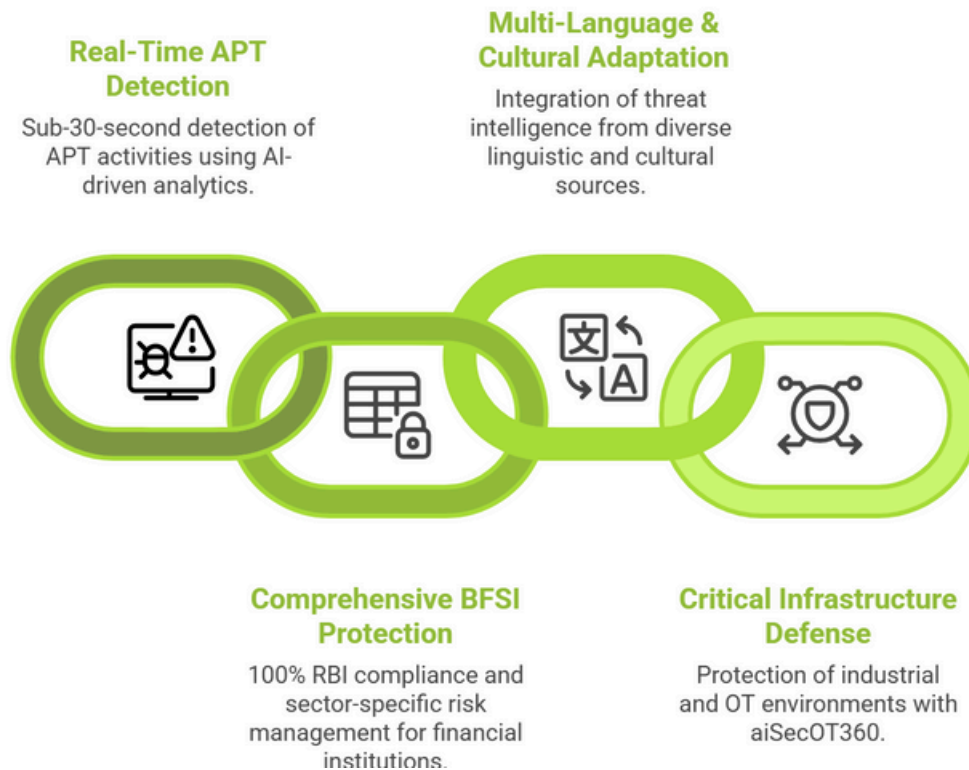 Real-Time APT
Detection
Sub-30-second detection of
APT activities using AI-
driven analytics.
Multi-Language &
Cultural Adaptation
Integration of threat
intelligence from diverse
linguistic and cultural
sources.
文
A
Comprehensive BFSI
Protection
100% RBI compliance and
sector-specific risk
management for financial
institutions.
Critical Infrastructure
Defense
Protection of industrial
and OT environments with
aiSecOT360.